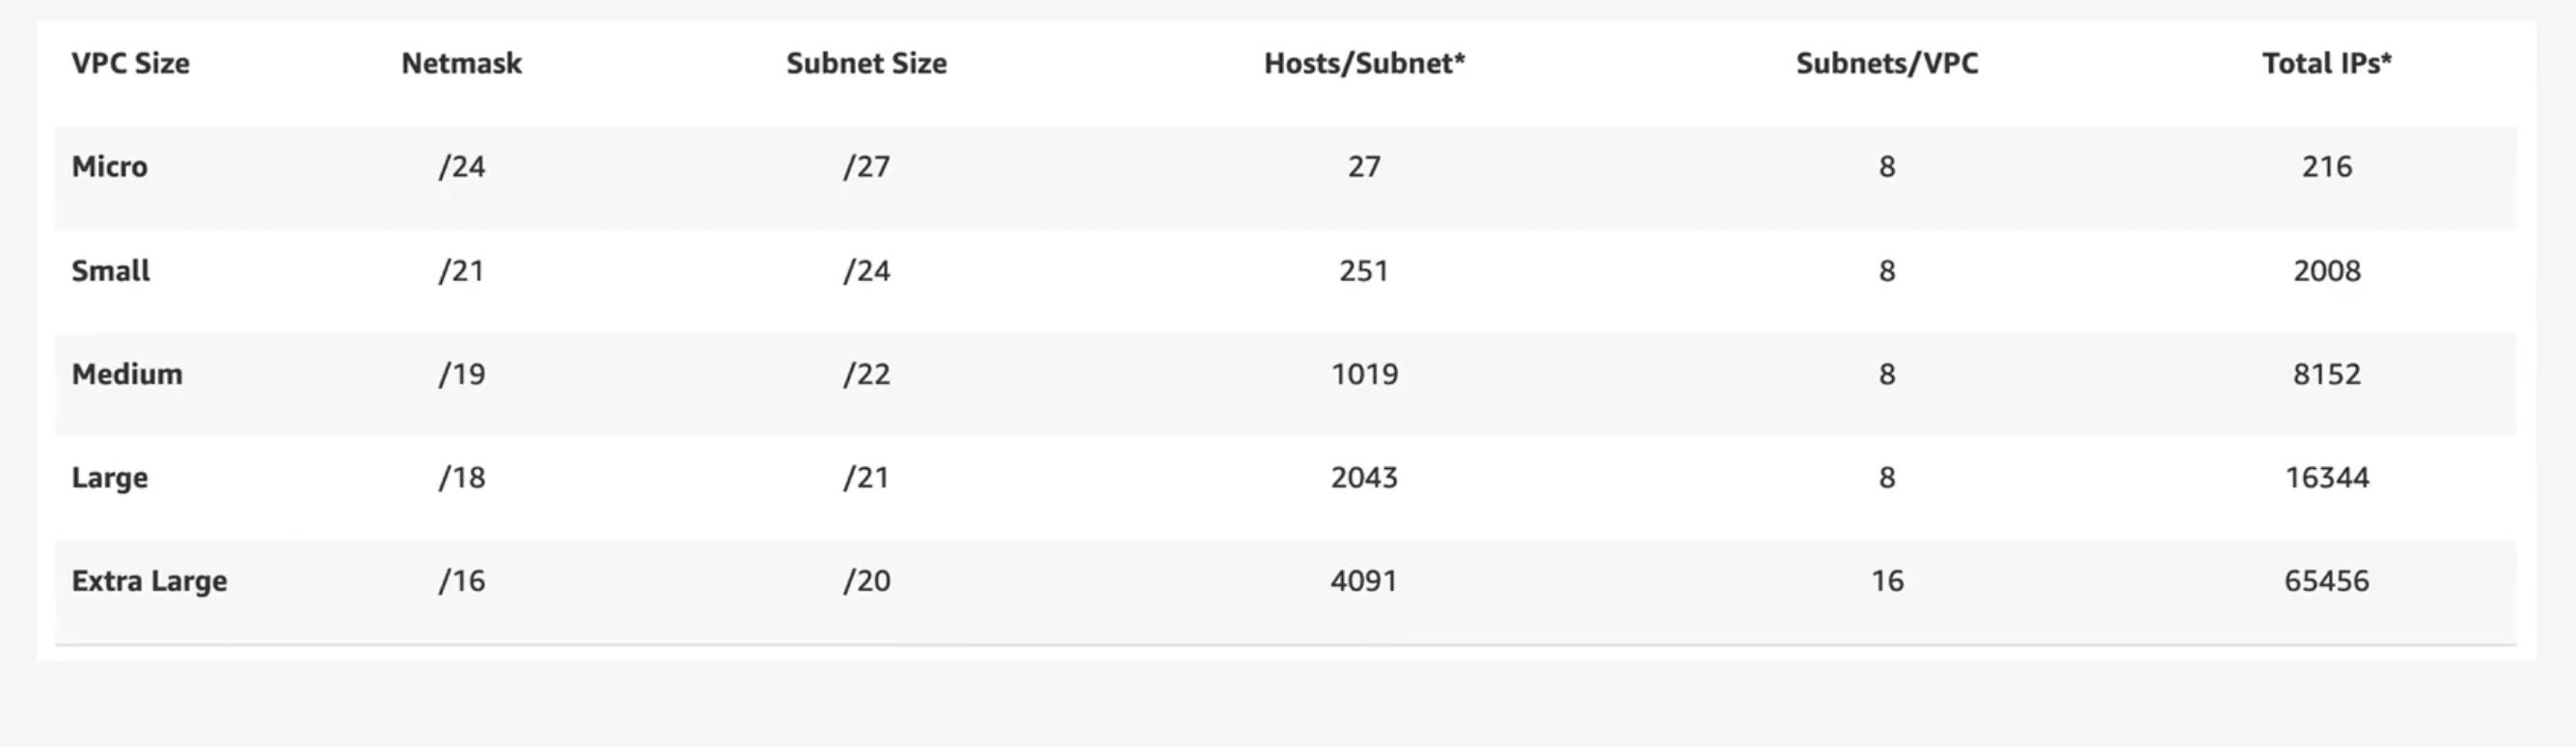 VPC Size Netmask Subnet Size Hosts/Subnet* Subnets/VPC Total IPs*
Micro /24 /27 27 8 216
Small /21 /24 251 8 2008
Medium /19 /22 1019 8 8152
Large /18 /21 2043 8 16344
Extra Large /16 /20 4091 16 65456